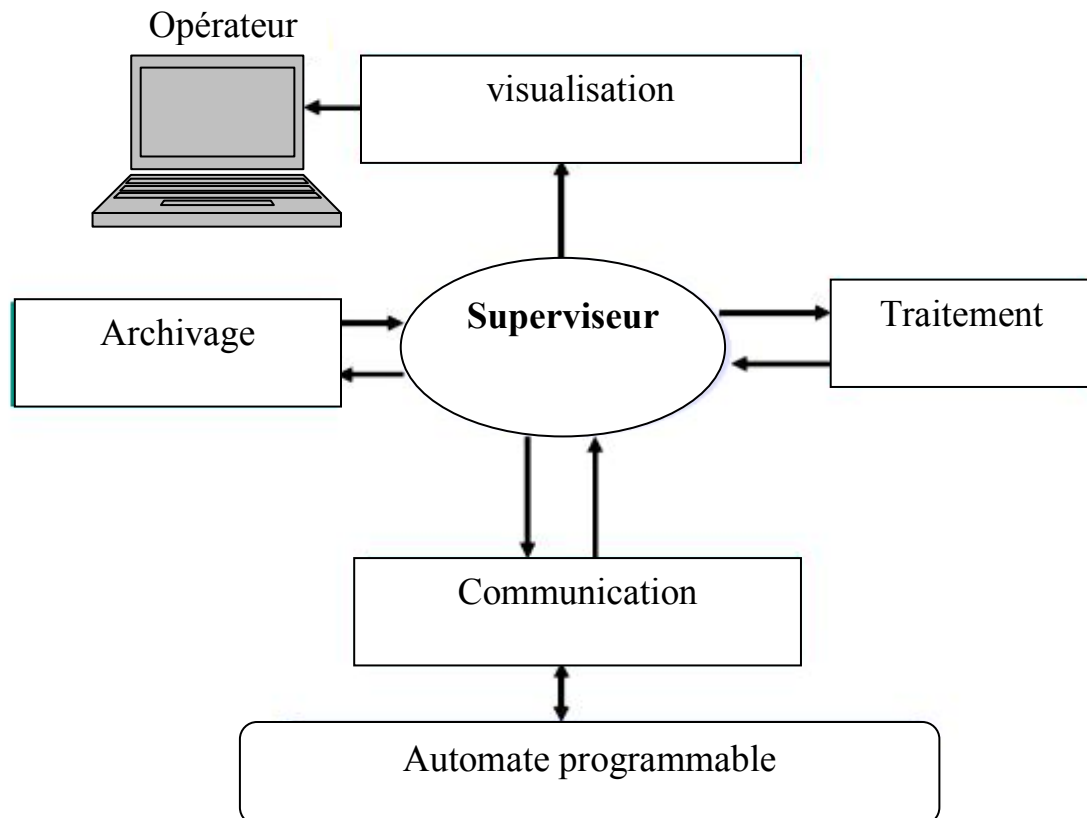 Opérateur
visualisation
Superviseur
Archivage
Traitement
Communication
Automate programmable